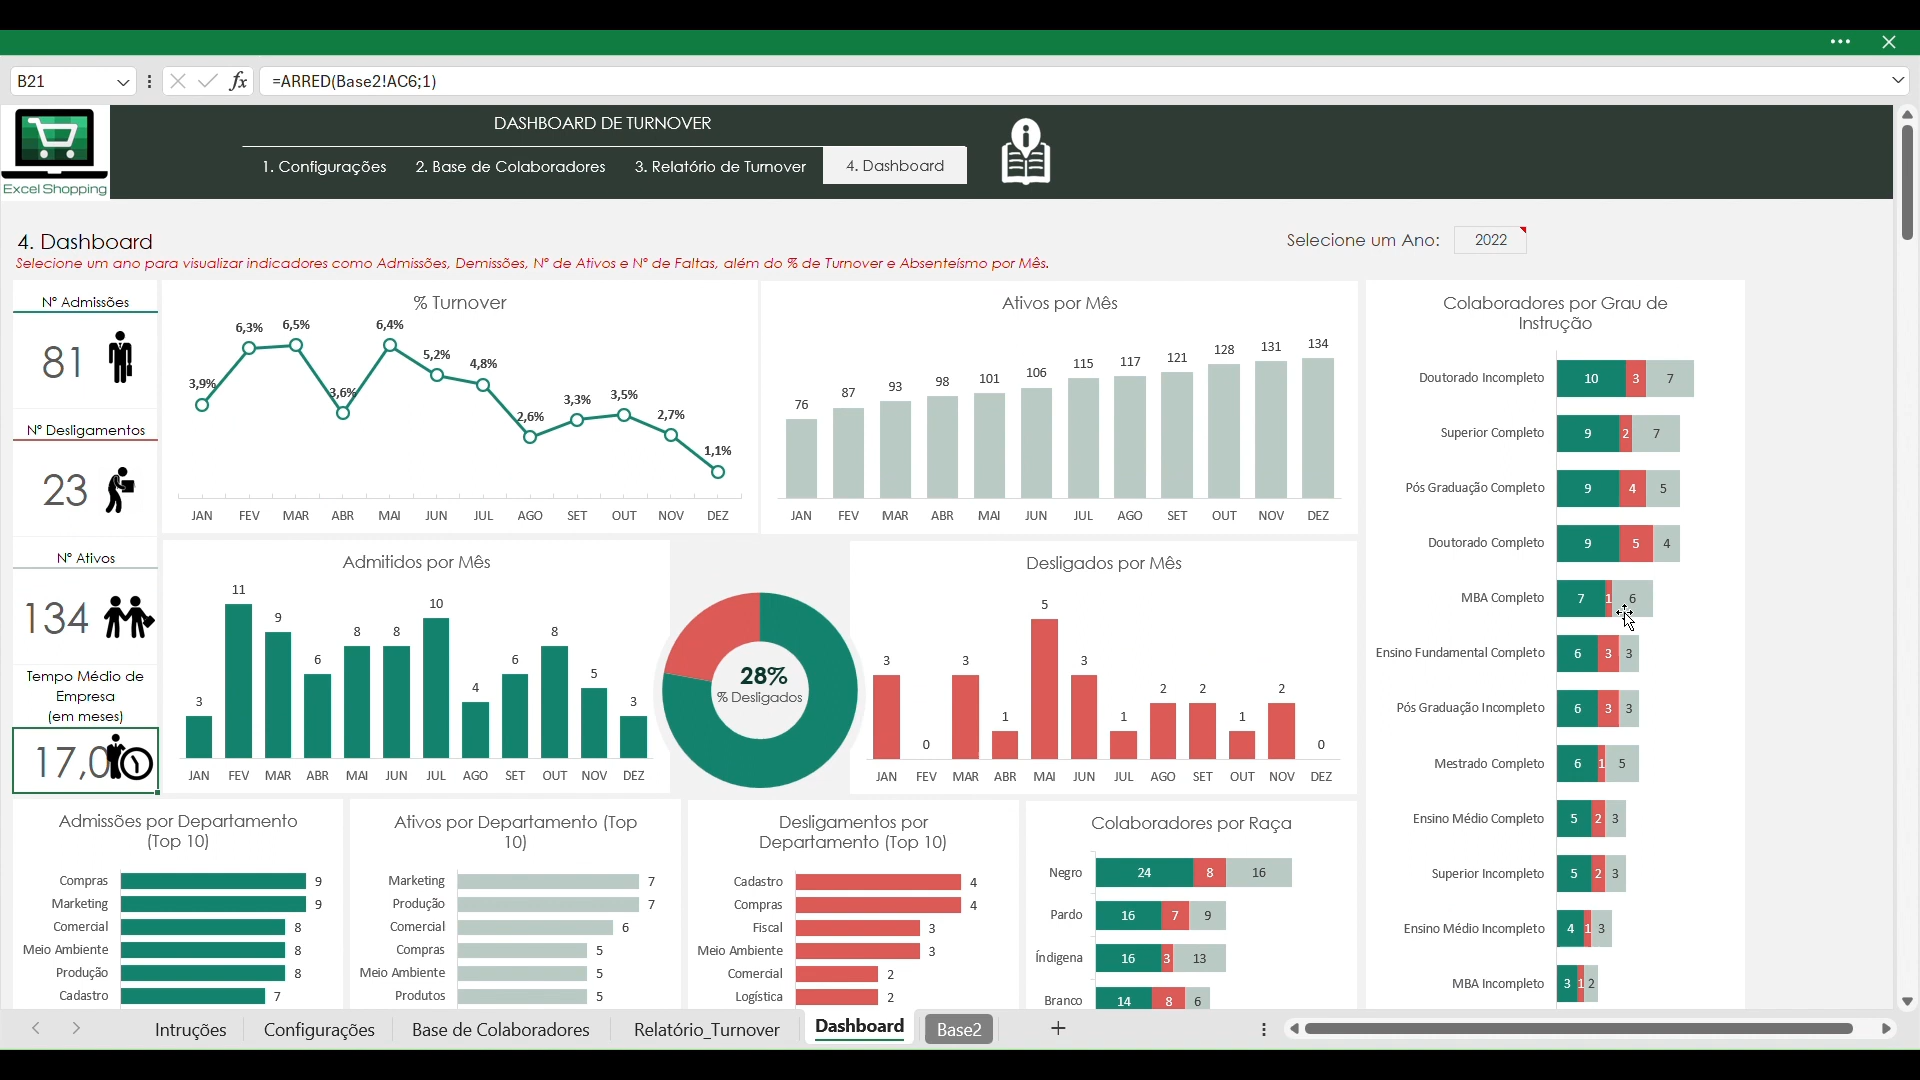 B21
fx
=ARRED(Base2!AC6;1)
Excel Shopping
DASHBOARD DE TURNOVER
1. Configurações
2. Base de Colaboradores
3. Relatório de Turnover
4. Dashboard
4. Dashboard
Selecione um ano para visualizar indicadores como Admissões, Demissões, Nº de Ativos e Nº de Faltas, além do % de Turnover e Absenteísmo por Mês.
Selecione um Ano: 2022
Nº Admissões
81
Nº Desligamentos
23
Nº Ativos
134
Tempo Médio de
Empresa
(em meses)
17,0
% Turnover
3,9% 6,3% 6,5% 3,6% 6,4% 5,2% 4,8% 2,6% 3,3% 3,5% 2,7% 1,1%
JAN FEV MAR ABR MAI JUN JUL AGO SET OUT NOV DEZ
Ativos por Mês
76 87 93 98 101 106 115 117 121 128 131 134
JAN FEV MAR ABR MAI JUN JUL AGO SET OUT NOV DEZ
Admitidos por Mês
3 11 9 6 8 8 10 4 6 8 5 3
JAN FEV MAR ABR MAI JUN JUL AGO SET OUT NOV DEZ
28%
% Desligados
Desligados por Mês
3 0 3 1 5 3 1 2 2 1 2 0
JAN FEV MAR ABR MAI JUN JUL AGO SET OUT NOV DEZ
Colaboradores por Grau de
Instrução
Doutorado Incompleto 10 3 7
Superior Completo 9 2 7
Pós Graduação Completo 9 4 5
Doutorado Completo 9 5 4
MBA Completo 7 1 6
Ensino Fundamental Completo 6 3 3
Pós Graduação Incompleto 6 3 3
Mestrado Completo 6 1 5
Ensino Médio Completo 5 2 3
Superior Incompleto 5 2 3
Ensino Médio Incompleto 4 1 3
MBA Incompleto 3 1 2
Admissões por Departamento
(Top 10)
Compras 9
Marketing 9
Comercial 8
Meio Ambiente 8
Produção 8
Cadastro 7
Ativos por Departamento (Top
10)
Marketing 7
Produção 7
Comercial 6
Compras 5
Meio Ambiente 5
Produtos 5
Desligamentos por
Departamento (Top 10)
Cadastro 4
Compras 4
Fiscal 3
Meio Ambiente 3
Comercial 2
Logística 2
Colaboradores por Raça
Negro 24 8 16
Pardo 16 7 9
Índigena 16 3 13
Branco 14 8 6
Intruções
Configurações
Base de Colaboradores
Relatório_Turnover
Dashboard
Base2